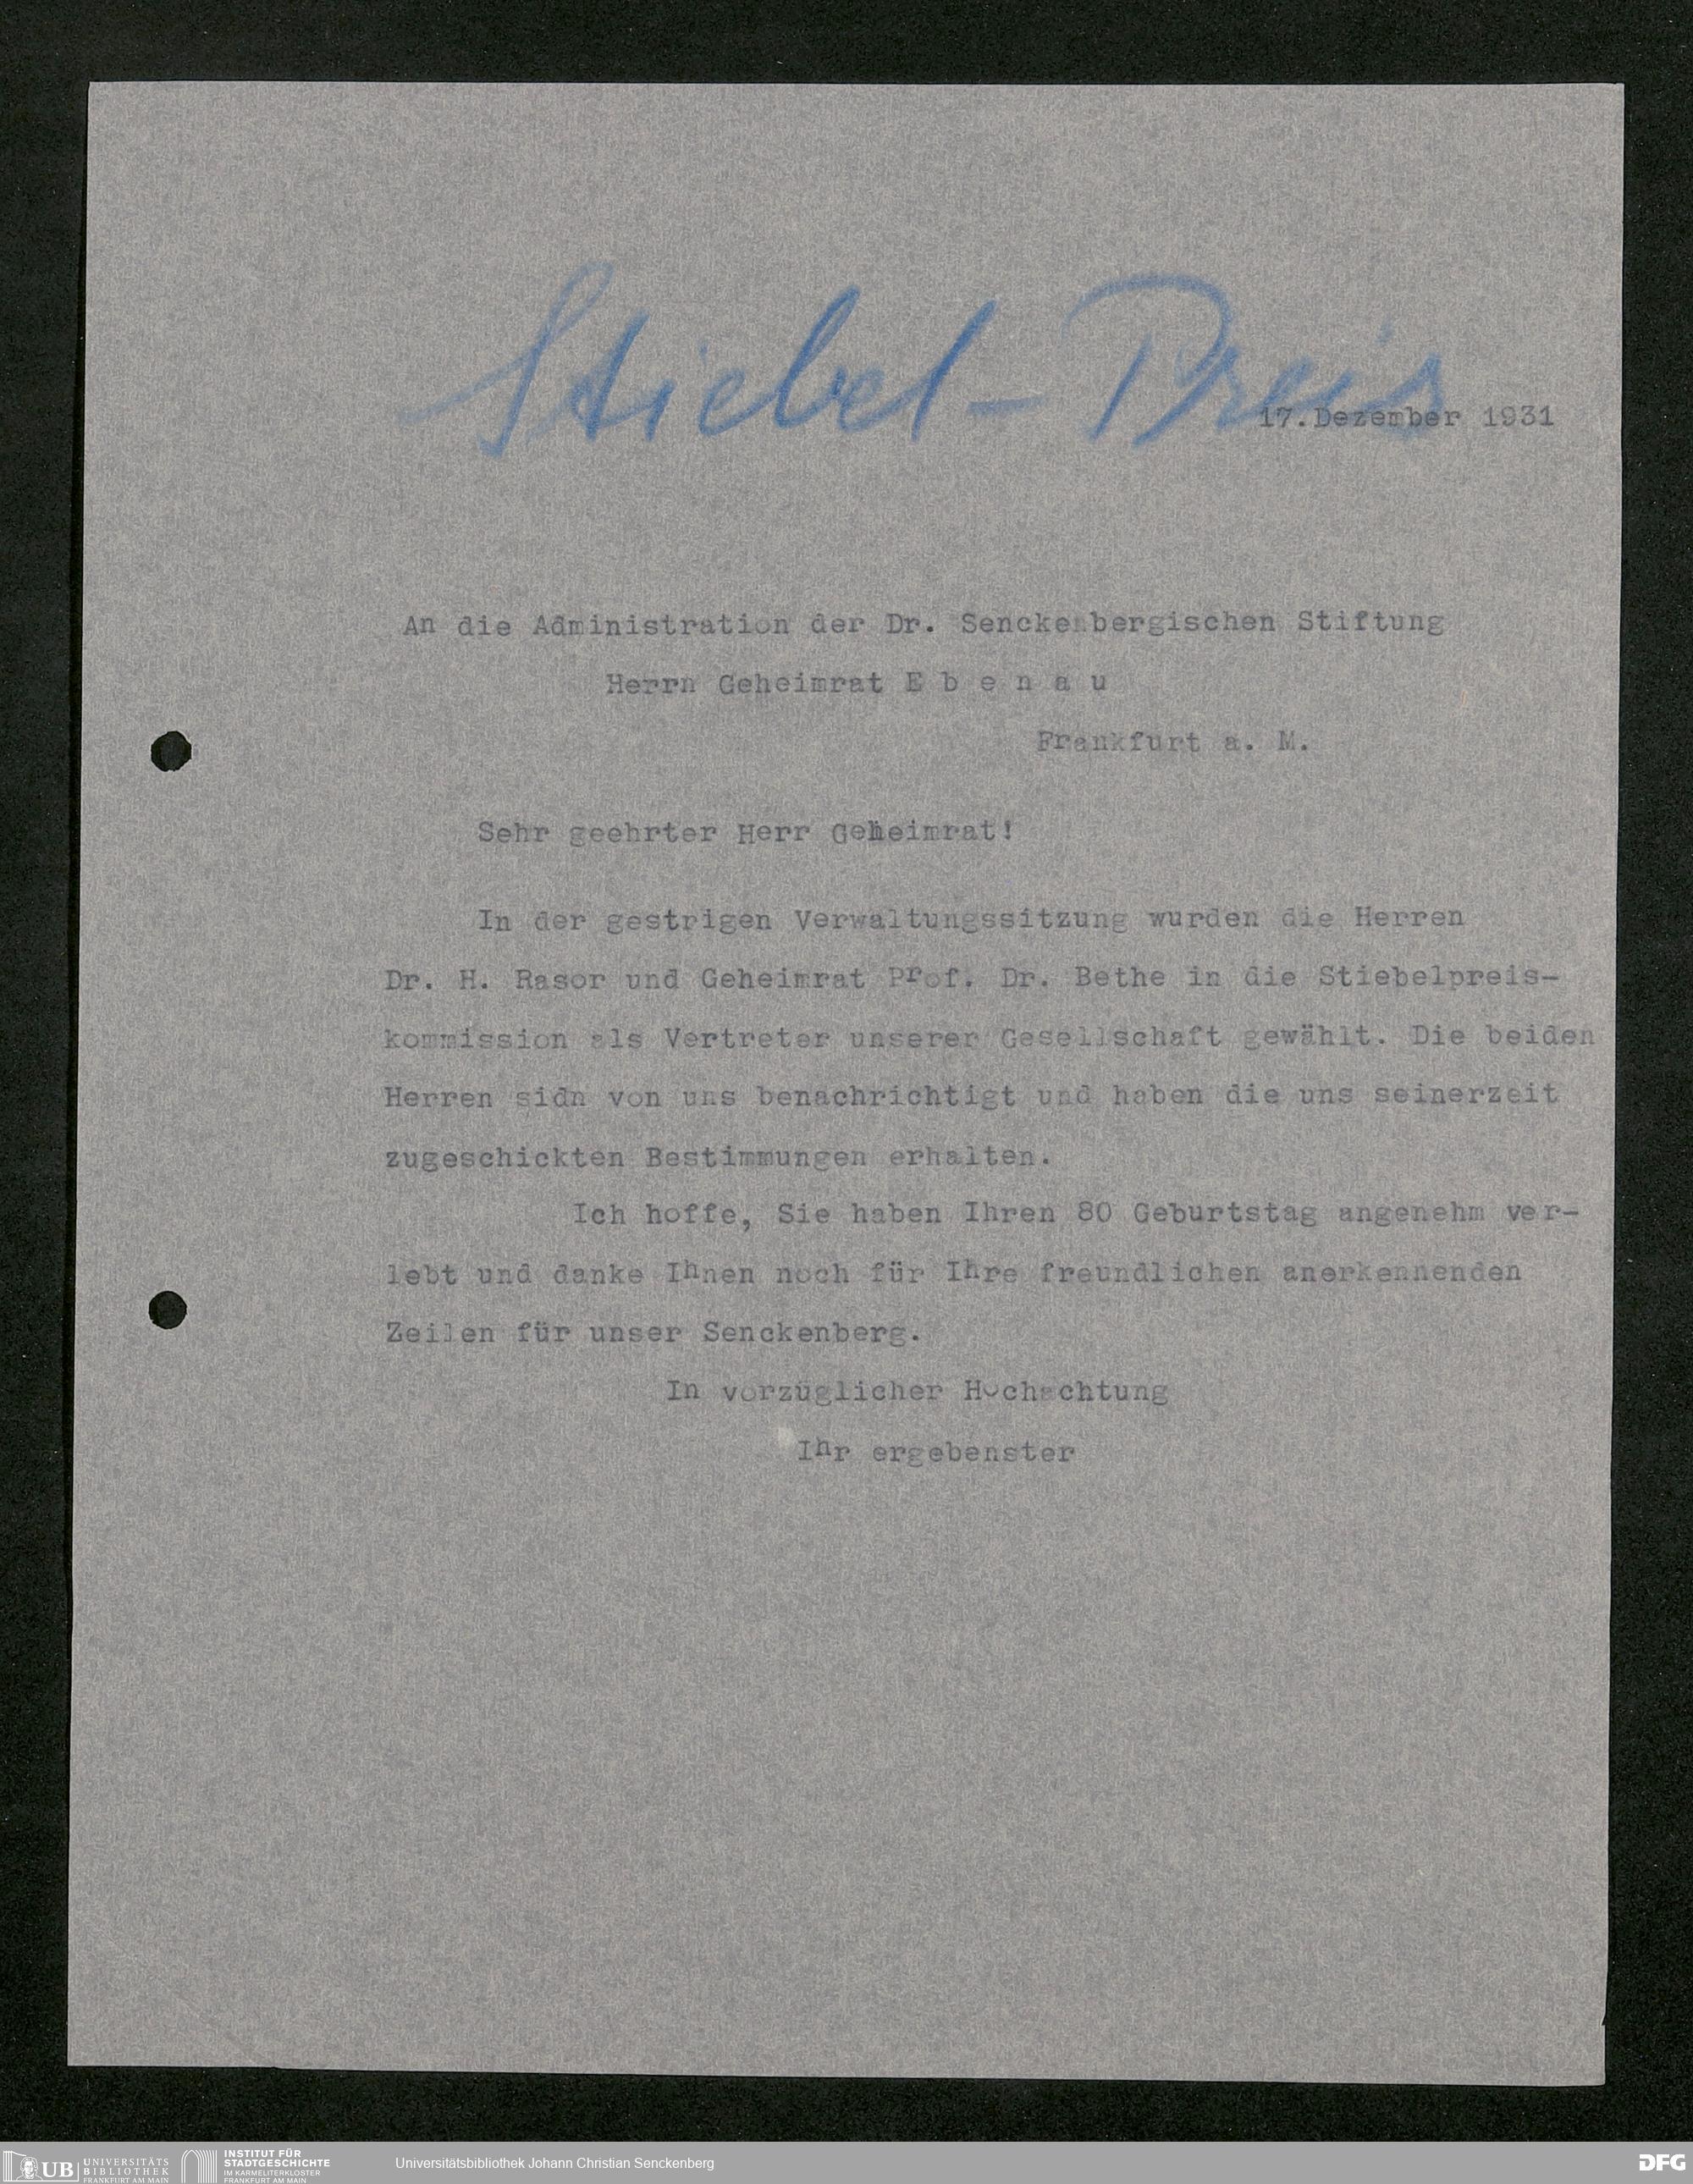 Stiebel-Preis
17.Dezember 1931
An die Administration der Dr. Senckenbergischen Stiftung
Herrn Geheimrat E b e n a u
Frankfurt a. M.
Sehr geehrter Herr Geheimrat!
In der gestrigen Verwaltungssitzung wurden die Herren
Dr. H. Rasor und Geheimrat Prof. Dr. Bethe in die Stiebelpreis-
kommission als Vertreter unserer Gesellschaft gewählt. Die beiden
Herren sidn von uns benachrichtigt und haben die uns seinerzeit
zugeschickten Bestimmungen erhalten.
Ich hoffe, Sie haben Ihren 80 Geburtstag angenehm ver-
lebt und danke Ihnen noch für Ihre freundlichen anerkennenden
Zeilen für unser Senckenberg.
In vorzüglicher Hochachtung
Ihr ergebenster
UB UNIVERSITÄTS
BIBLIOTHEK
FRANKFURT AM MAIN
INSTITUT FÜR
STADTGESCHICHTE
IM KARMELITERKLOSTER
FRANKFURT AM MAIN
Universitätsbibliothek Johann Christian Senckenberg
DFG